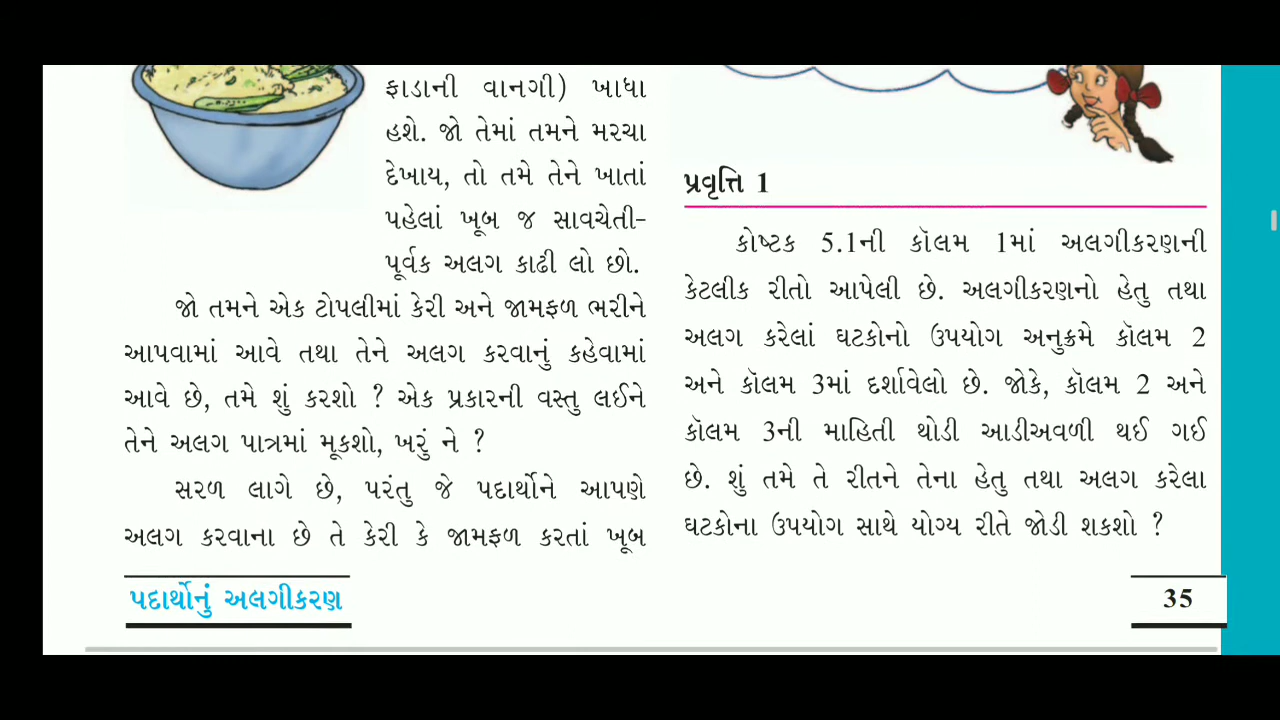 ફાડાની વાનગી) ખાધા
હશે. જો તેમાં તમને મરચા
દેખાય, તો તમે તેને ખાતાં
પહેલાં ખૂબ જ સાવચેતી-
પૂર્વક અલગ કાઢી લો છો.
જો તમને એક ટોપલીમાં કેરી અને જામફળ ભરીને
આપવામાં આવે તથા તેને અલગ કરવાનું કહેવામાં
આવે છે, તમે શું કરશો ? એક પ્રકારની વસ્તુ લઈને
તેને અલગ પાત્રમાં મૂકશો, ખરું ને ?
સરળ લાગે છે, પરંતુ જે પદાર્થોને આપણે
અલગ કરવાના છે તે કેરી કે જામફળ કરતાં ખૂબ
પ્રવૃત્તિ 1
કોષ્ટક 5.1ની કૉલમ 1માં અલગીકરણની
કેટલીક રીતો આપેલી છે. અલગીકરણનો હેતુ તથા
અલગ કરેલાં ઘટકોનો ઉપયોગ અનુક્રમે કૉલમ 2
અને કૉલમ 3માં દર્શાવેલો છે. જોકે, કૉલમ 2 અને
કૉલમ 3ની માહિતી થોડી આડીઅવળી થઈ ગઈ
છે. શું તમે તે રીતને તેના હેતુ તથા અલગ કરેલા
ઘટકોના ઉપયોગ સાથે યોગ્ય રીતે જોડી શકશો ?
પદાર્થોનું અલગીકરણ
35